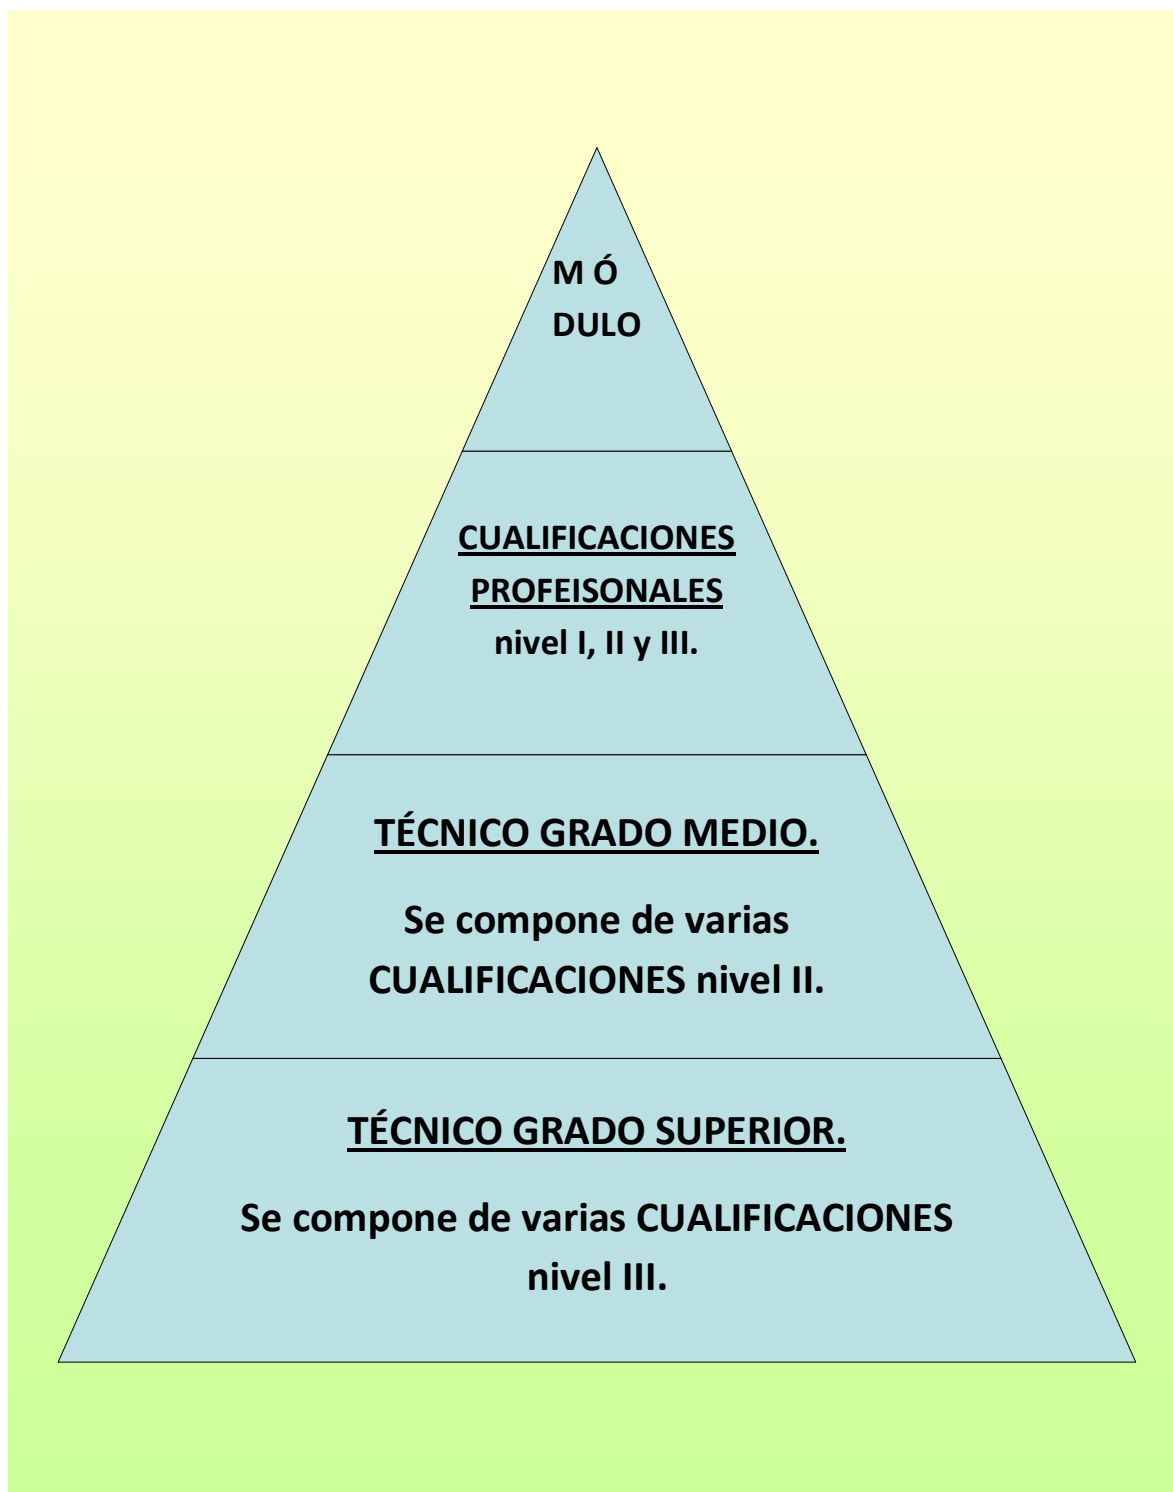 M Ó
DULO
CUALIFICACIONES
PROFEISONALES
nivel I, II y III.
TÉCNICO GRADO MEDIO.
Se compone de varias
CUALIFICACIONES nivel II.
TÉCNICO GRADO SUPERIOR.
Se compone de varias CUALIFICACIONES
nivel III.